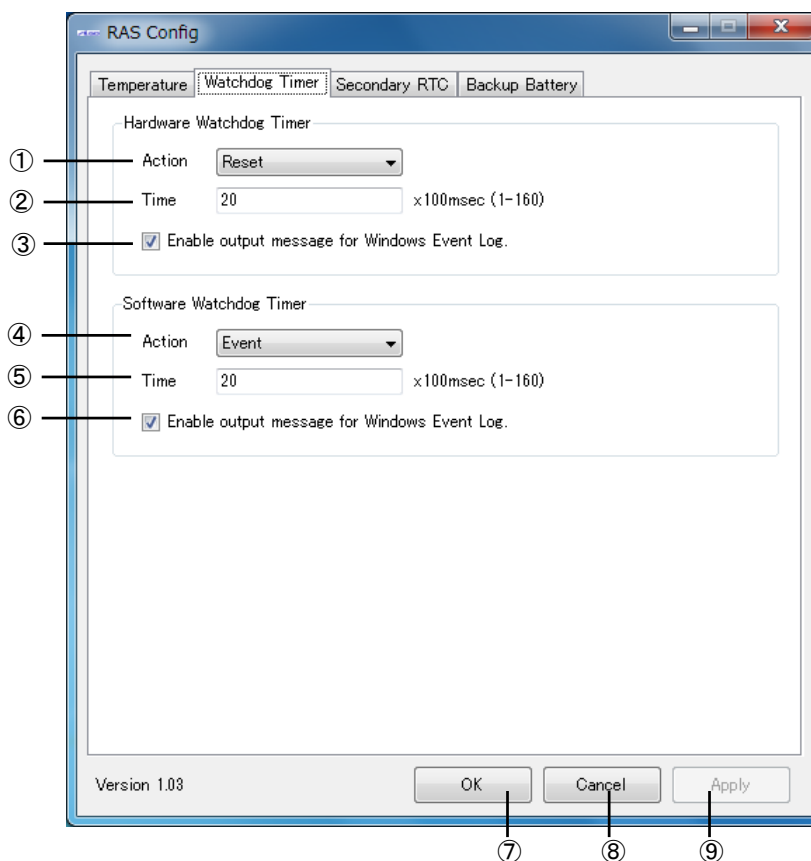 RAS Config
Temperature Watchdog Timer Secondary RTC Backup Battery
Hardware Watchdog Timer
① Action Reset
② Time 20 x100msec (1-160)
③ Enable output message for Windows Event Log.
Software Watchdog Timer
④ Action Event
⑤ Time 20 x100msec (1-160)
⑥ Enable output message for Windows Event Log.
Version 1.03 OK Cancel Apply
⑦ ⑧ ⑨